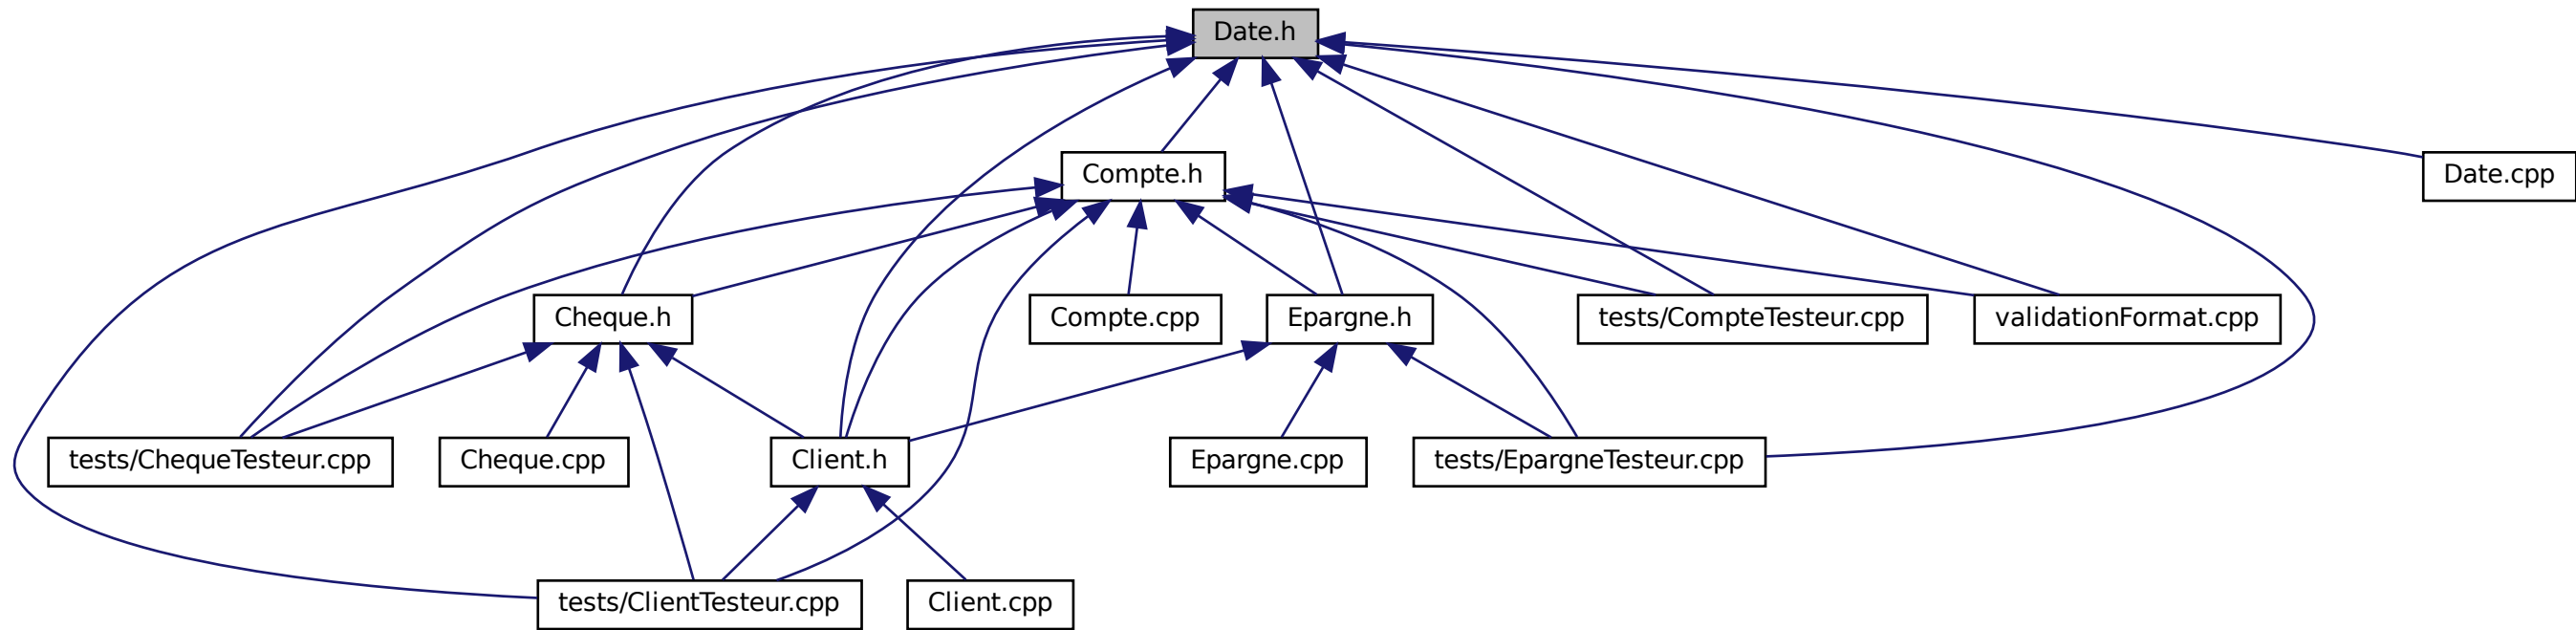 Date.h
Compte.h
Date.cpp
Cheque.h
Compte.cpp
Epargne.h
tests/CompteTesteur.cpp
validationFormat.cpp
tests/ChequeTesteur.cpp
Cheque.cpp
Client.h
Epargne.cpp
tests/EpargneTesteur.cpp
tests/ClientTesteur.cpp
Client.cpp